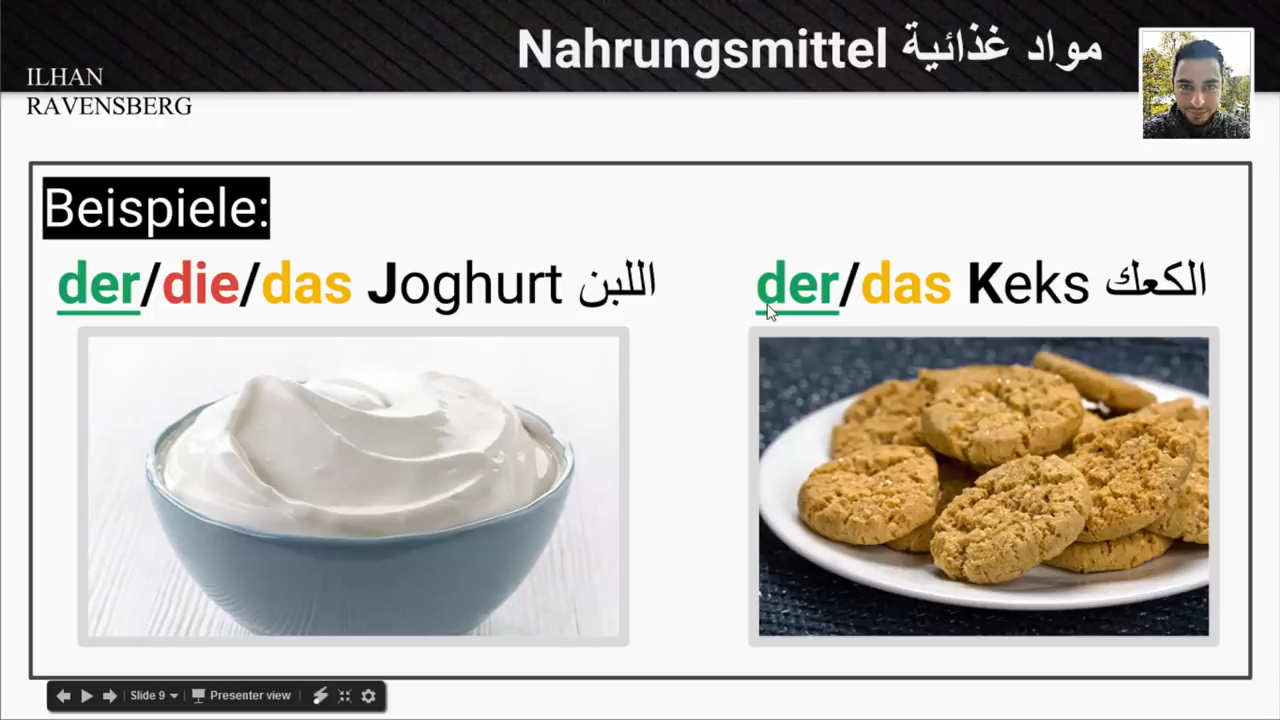 Nahrungsmittel مواد غذائية
ILHAN
RAVENSBERG
Beispiele:
der/die/das Joghurt اللبن
der/das Keks الكعك
Slide 9
Presenter view